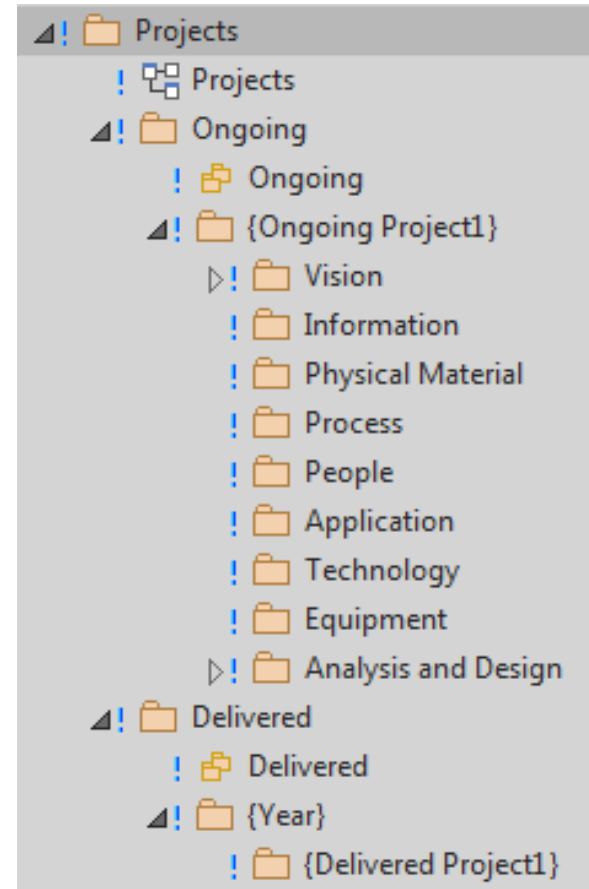 Projects
Projects
Ongoing
Ongoing
{Ongoing Project1}
Vision
Information
Physical Material
Process
People
Application
Technology
Equipment
Analysis and Design
Delivered
Delivered
{Year}
{Delivered Project1}